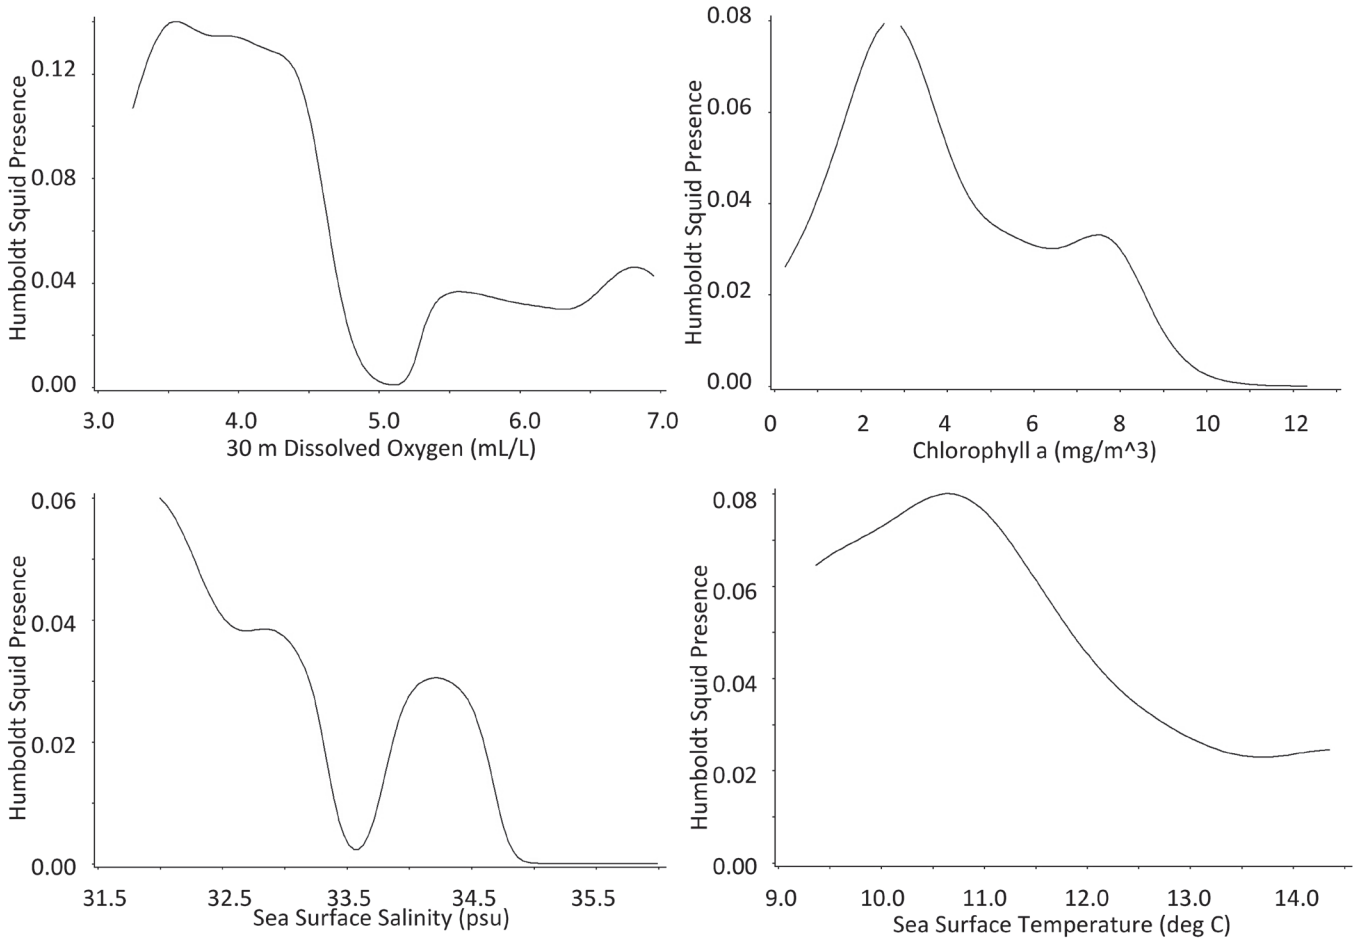 Humboldt Squid Presence
0.12
0.08
0.04
0.00
3.0 4.0 5.0 6.0 7.0
30 m Dissolved Oxygen (mL/L)
Humboldt Squid Presence
0.08
0.06
0.04
0.02
0.00
0 2 4 6 8 10 12
Chlorophyll a (mg/m^3)
Humboldt Squid Presence
0.06
0.04
0.02
0.00
31.5 32.5 33.5 34.5 35.5
Sea Surface Salinity (psu)
Humboldt Squid Presence
0.08
0.06
0.04
0.02
0.00
9.0 10.0 11.0 12.0 13.0 14.0
Sea Surface Temperature (deg C)